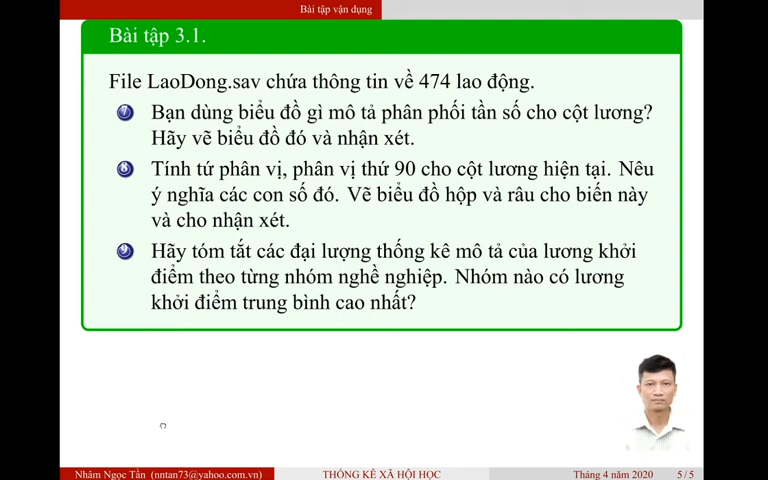 Bài tập vận dụng
Bài tập 3.1.
File LaoDong.sav chứa thông tin về 474 lao động.
7 Bạn dùng biểu đồ gì mô tả phân phối tần số cho cột lương?
Hãy vẽ biểu đồ đó và nhận xét.
8 Tính tứ phân vị, phân vị thứ 90 cho cột lương hiện tại. Nêu
ý nghĩa các con số đó. Vẽ biểu đồ hộp và râu cho biến này
và cho nhận xét.
9 Hãy tóm tắt các đại lượng thống kê mô tả của lương khởi
điểm theo từng nhóm nghề nghiệp. Nhóm nào có lương
khởi điểm trung bình cao nhất?
Nhâm Ngọc Tần (nntan73@yahoo.com.vn) THỐNG KÊ XÃ HỘI HỌC Tháng 4 năm 2020 5/5